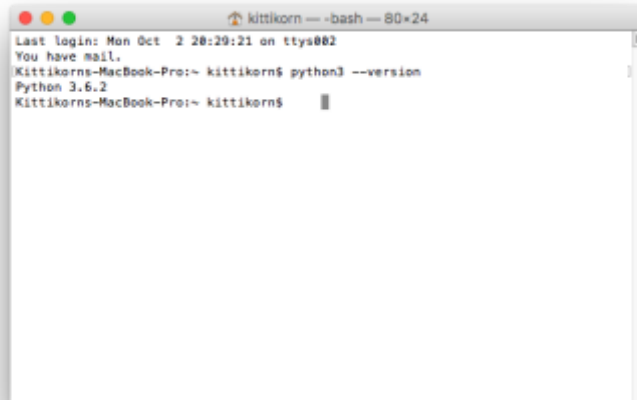 kittikorn — -bash — 80×24
Last login: Mon Oct  2 20:29:21 on ttys002
You have mail.
Kittikorns-MacBook-Pro:~ kittikorn$ python3 --version
Python 3.6.2
Kittikorns-MacBook-Pro:~ kittikorn$